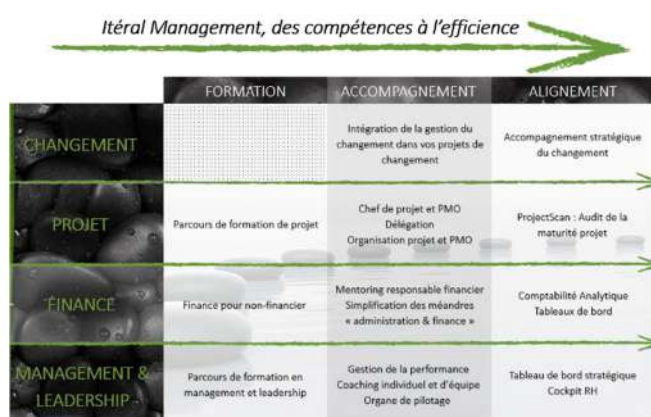 Itéral Management, des compétences à l’efficience
FORMATION
ACCOMPAGNEMENT
ALIGNEMENT
CHANGEMENT
Intégration de la gestion du
changement dans vos projets de
changement
Accompagnement stratégique
du changement
PROJET
Parcours de formation de projet
Chef de projet et PMO
Délégation
Organisation projet et PMO
ProjectScan : Audit de la
maturité projet
FINANCE
Finance pour non-financier
Mentoring responsable financier
Simplification des méandres
« administration & finance »
Comptabilité Analytique
Tableaux de bord
MANAGEMENT &
LEADERSHIP
Parcours de formation en
management et leadership
Gestion de la performance
Coaching individuel et d’équipe
Organe de pilotage
Tableau de bord stratégique
Cockpit RH